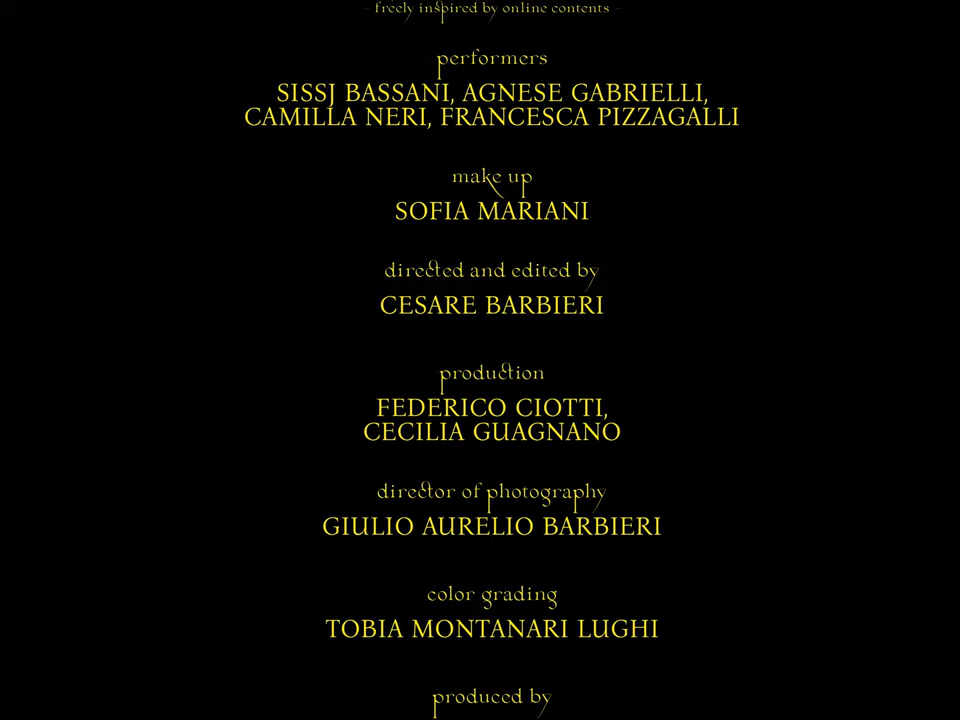 – freely inspired by online contents –
performers
SISSJ BASSANI, AGNESE GABRIELLI,
CAMILLA NERI, FRANCESCA PIZZAGALLI
make up
SOFIA MARIANI
directed and edited by
CESARE BARBIERI
production
FEDERICO CIOTTI,
CECILIA GUAGNANO
director of photography
GIULIO AURELIO BARBIERI
color grading
TOBIA MONTANARI LUGHI
produced by